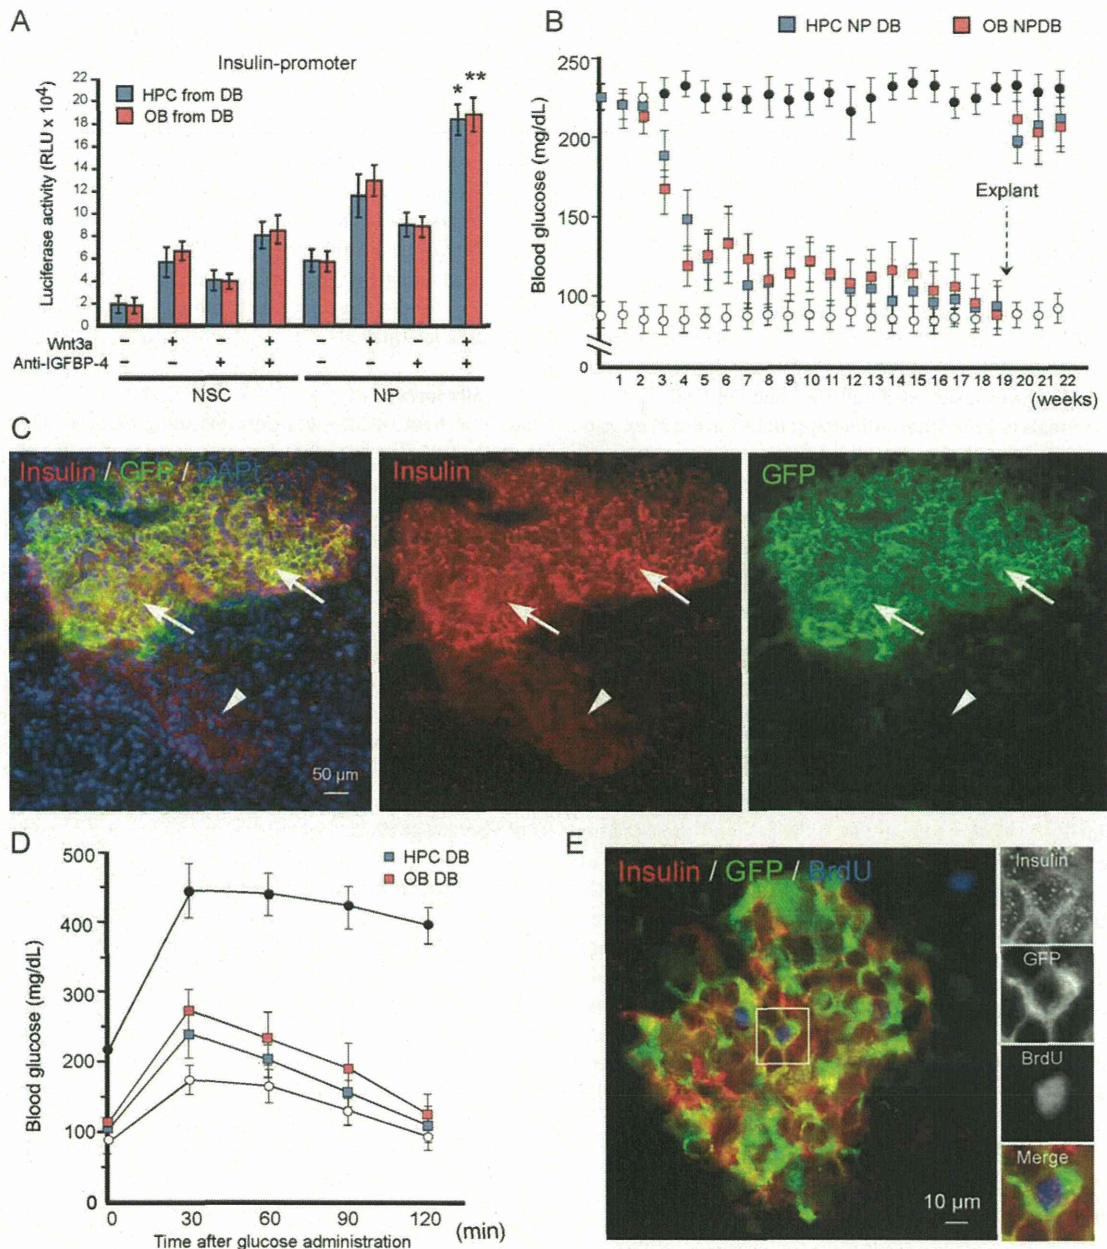 A
Insulin-promoter
HPC from DB
OB from DB
* **
Luciferase activity (RLU x 10⁴)
22
20
18
16
14
12
10
8
6
4
2
0
Wnt3a − + − + − + − +
Anti-IGFBP-4 − − + + − − + +
NSC NP
B
HPC NP DB OB NPDB
Blood glucose (mg/dL)
250
200
150
100
0
Explant
1 2 3 4 5 6 7 8 9 10 11 12 13 14 15 16 17 18 19 20 21 22
(weeks)
C
Insulin / GFP / DAPI
50 µm
Insulin
GFP
D
HPC DB
OB DB
Blood glucose (mg/dL)
500
400
300
200
100
0
0 30 60 90 120 (min)
Time after glucose administration
E
Insulin / GFP / BrdU
10 µm
Insulin
GFP
BrdU
Merge